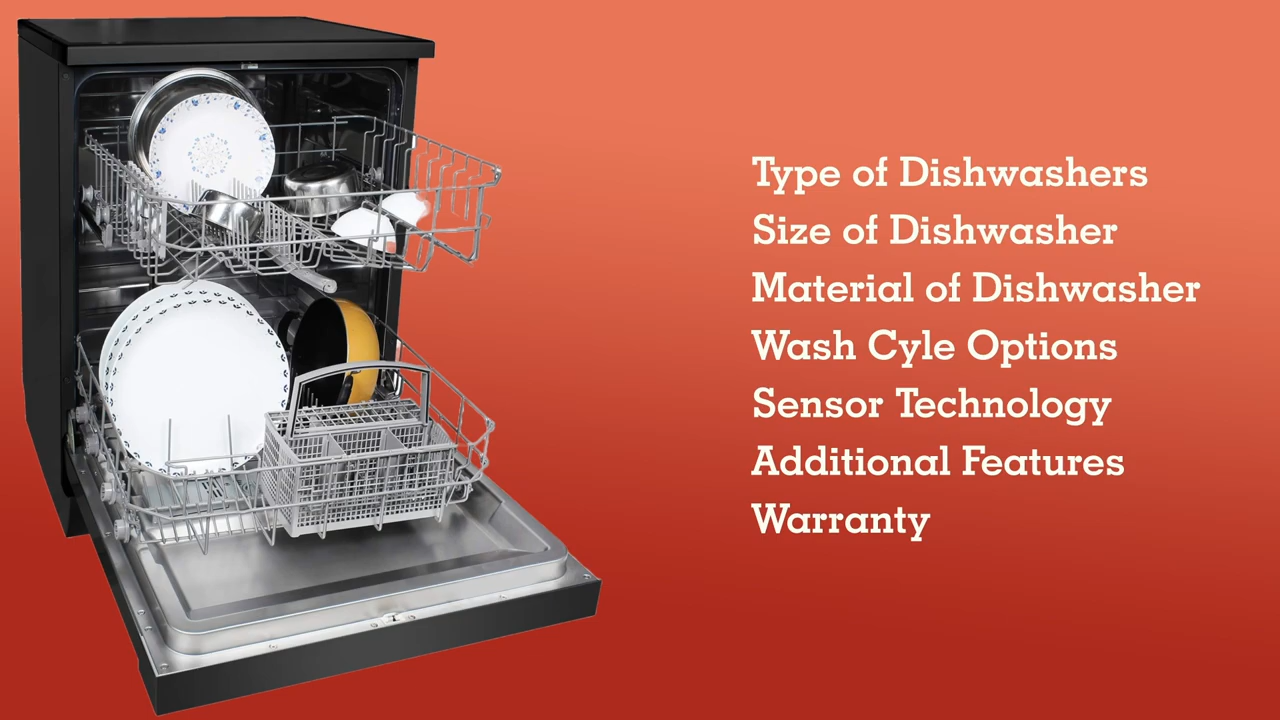 Type of Dishwashers
Size of Dishwasher
Material of Dishwasher
Wash Cyle Options
Sensor Technology
Additional Features
Warranty